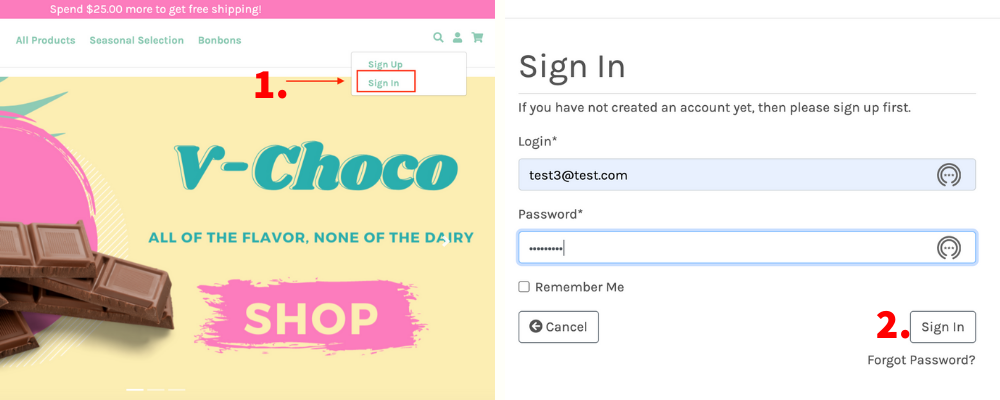 Spend $25.00 more to get free shipping!
All Products Seasonal Selection Bonbons
Sign Up
1. Sign In
V-Choco
ALL OF THE FLAVOR, NONE OF THE DAIRY
SHOP
Sign In
If you have not created an account yet, then please sign up first.
Login*
test3@test.com
Password*
Remember Me
Cancel
2. Sign In
Forgot Password?